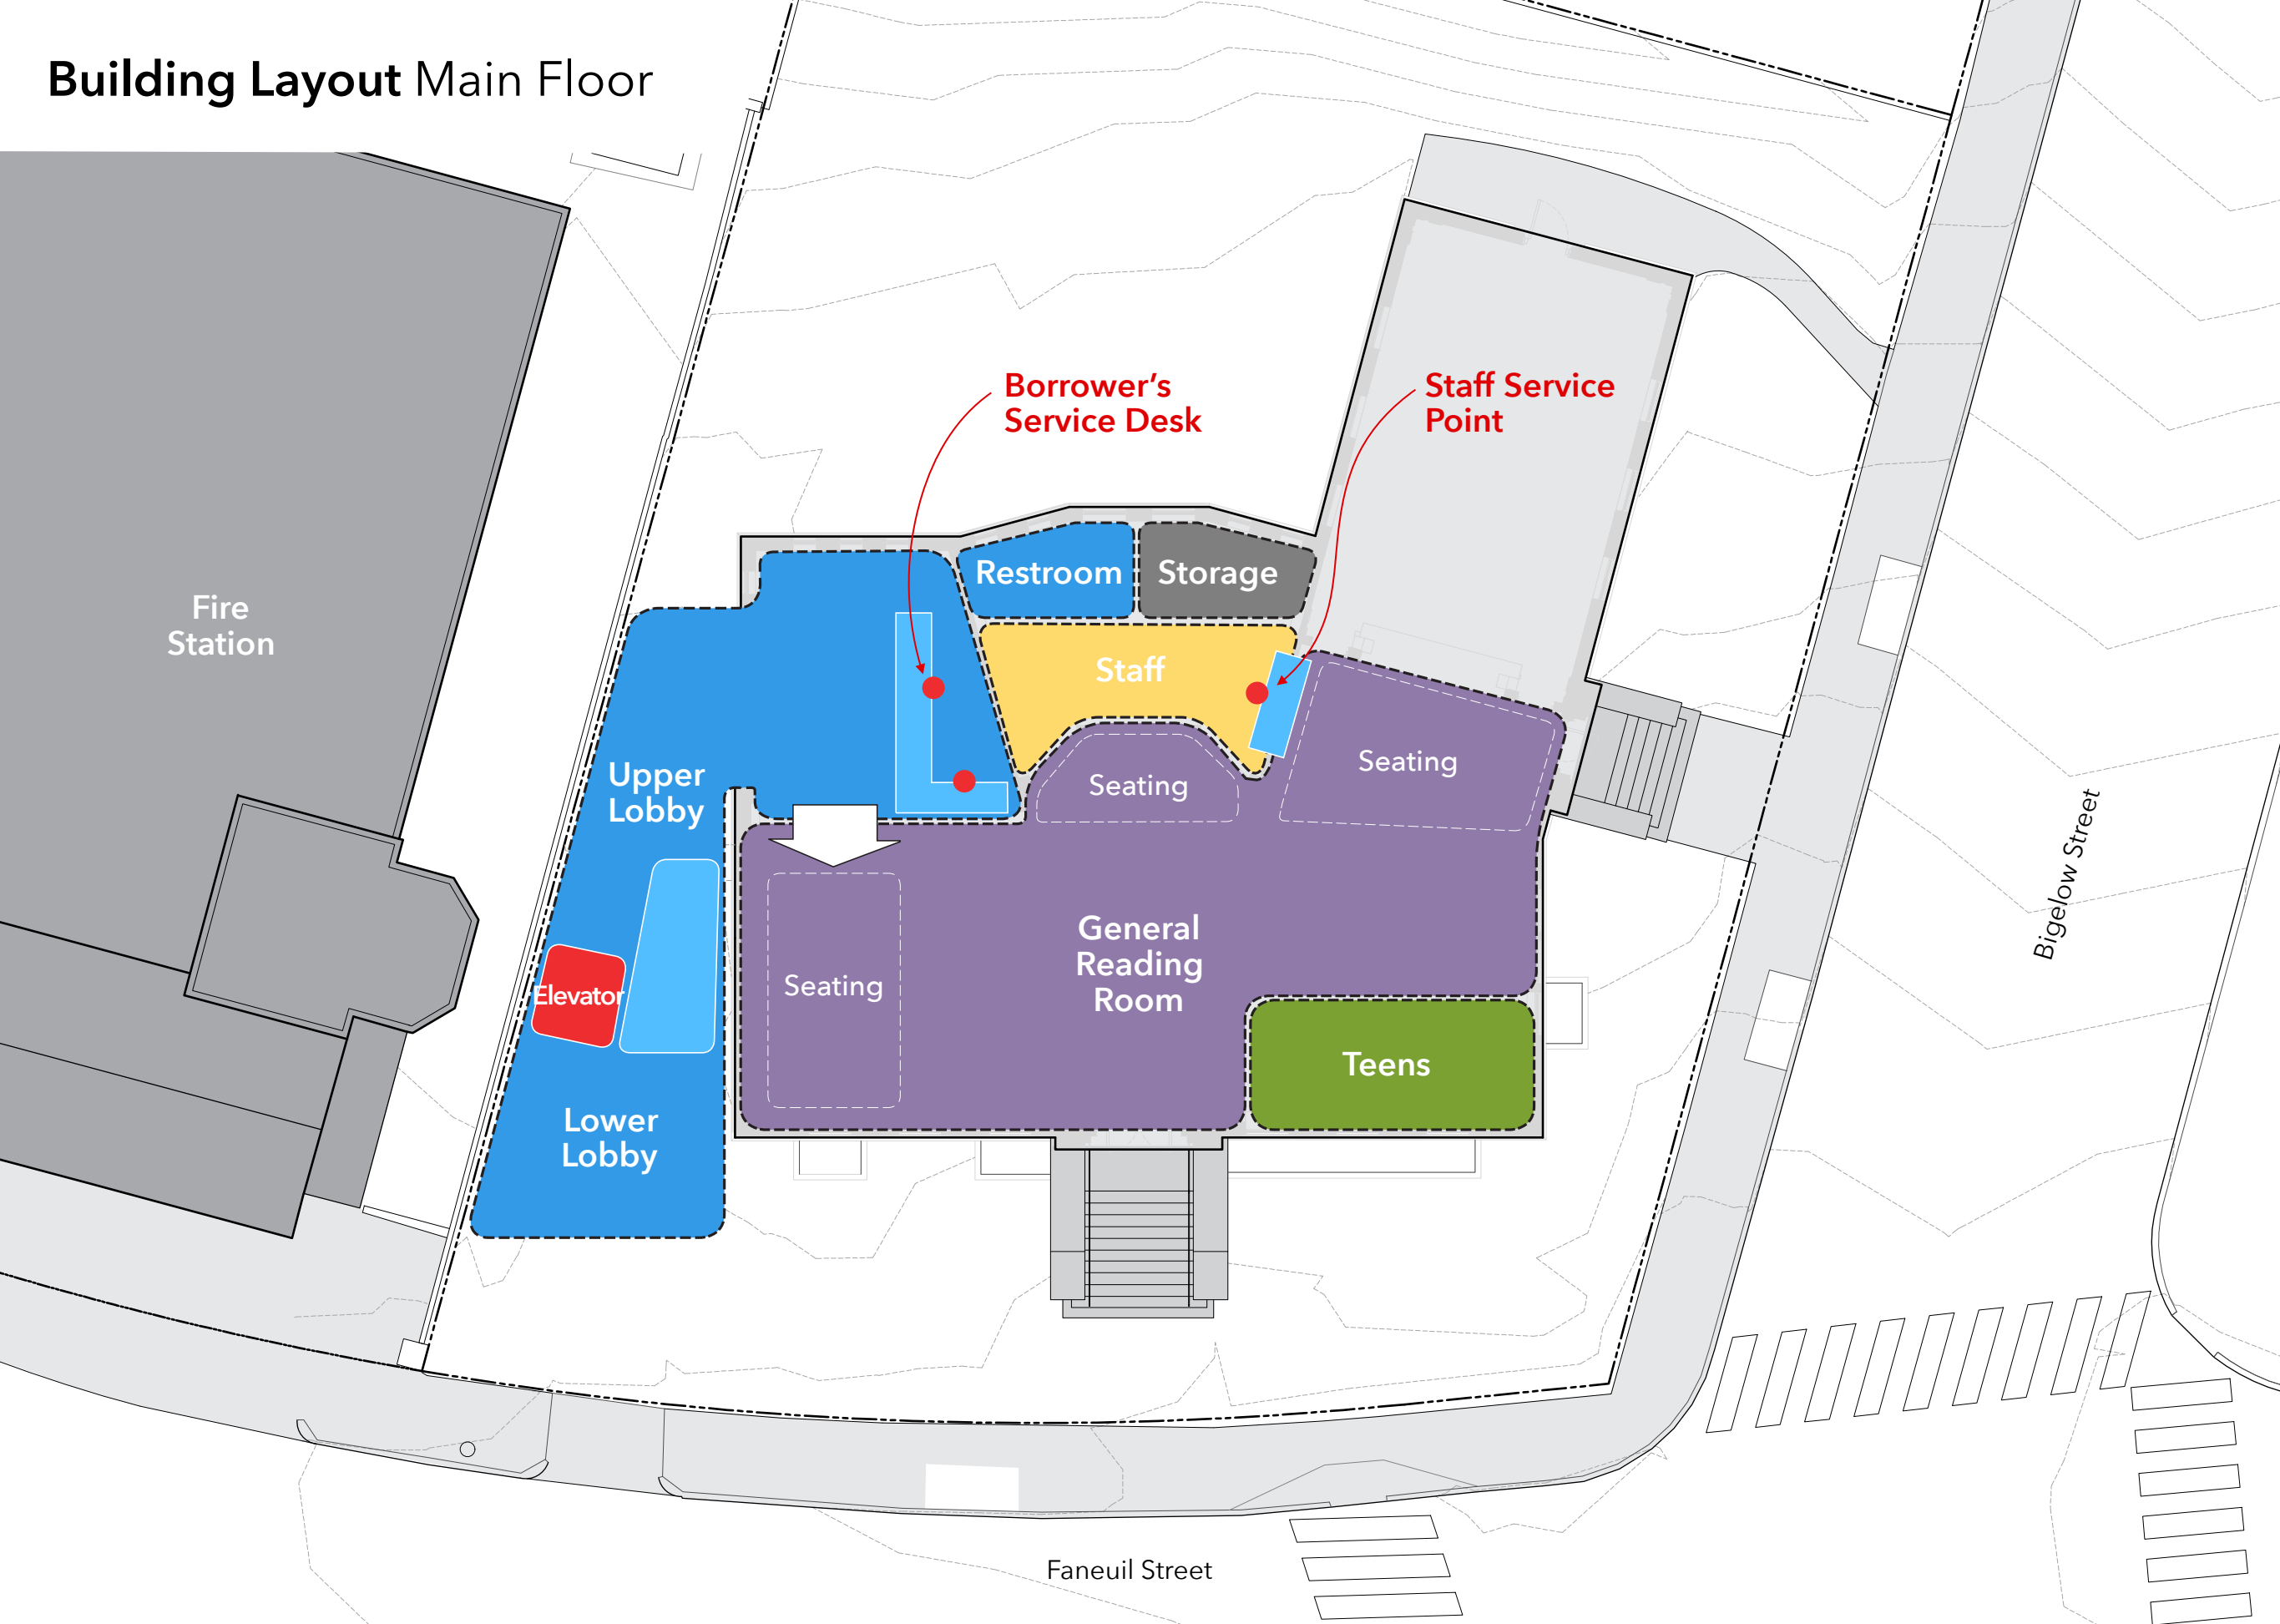 Building Layout Main Floor
Borrower’s
Service Desk
Staff Service
Point
Fire
Station
Restroom
Storage
Staff
Upper
Lobby
Seating
Seating
General
Reading
Room
Seating
Elevator
Teens
Lower
Lobby
Bigelow Street
Faneuil Street